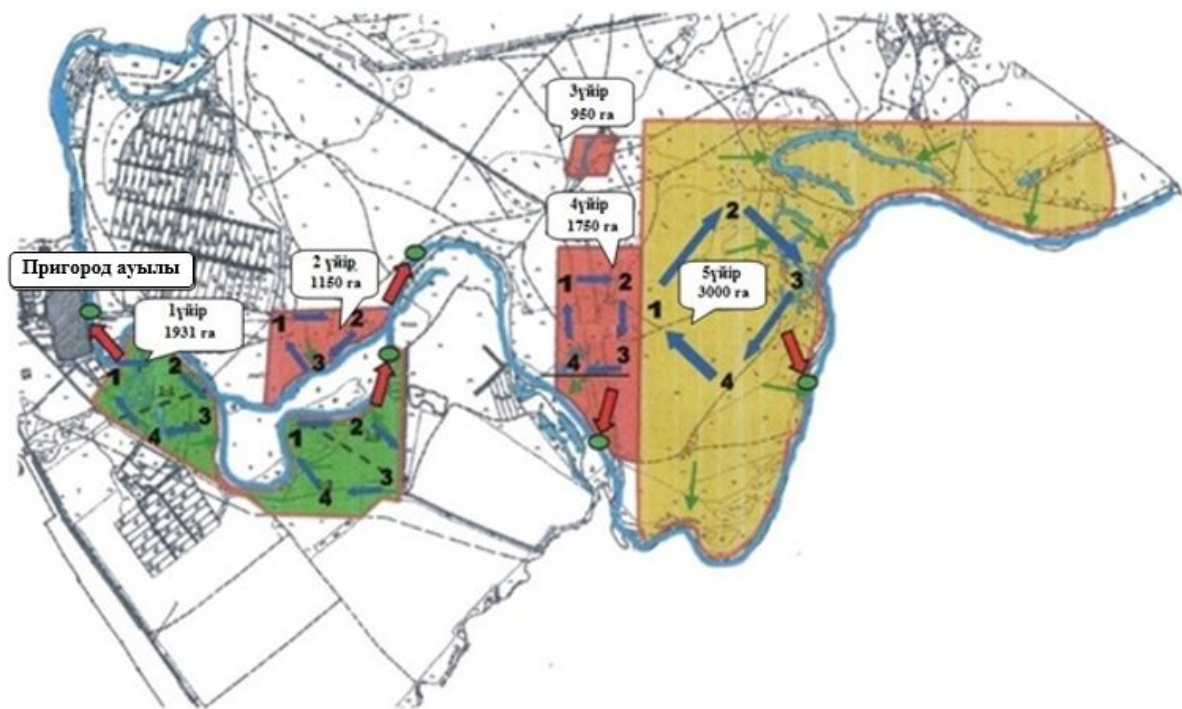 3үйір
950 га
4үйір
1750 га
2
Пригород ауылы
2 үйір
1150 га
5үйір
3000 га
3
1 2
1
1үйір
1931 га
1 2
4 3
1 2
3
4
3
4
1 2
3
4